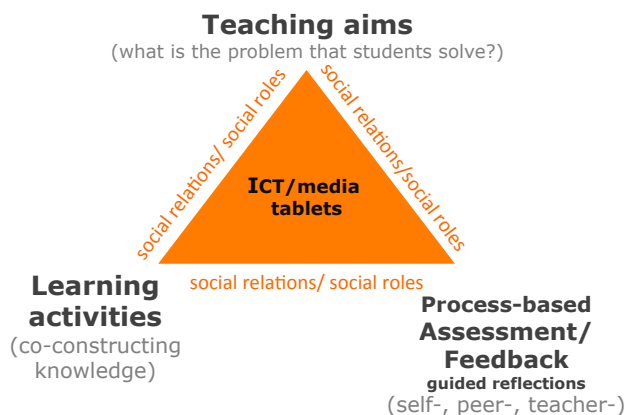 Teaching aims
(what is the problem that students solve?)
social relations/ social roles
social relations/social roles
ICT/media
tablets
social relations/ social roles
Learning
activities
(co-constructing
knowledge)
Process-based
Assessment/
Feedback
guided reflections
(self-, peer-, teacher-)